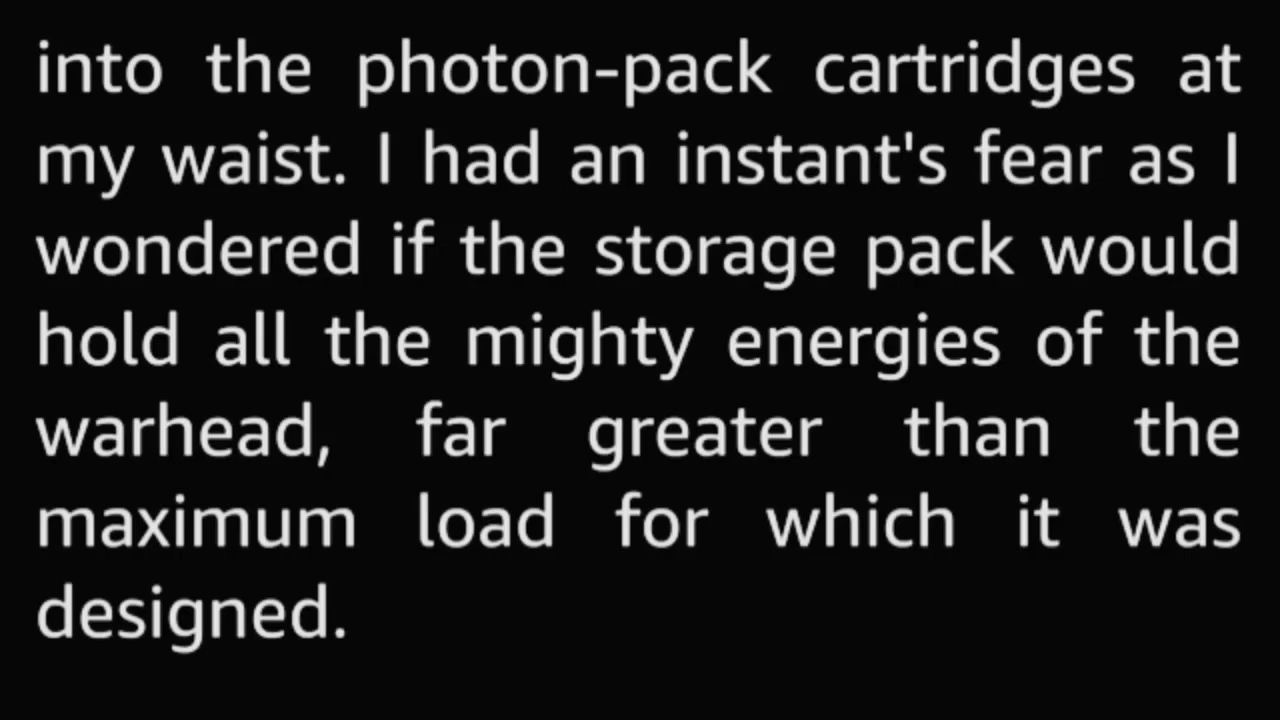 into the photon-pack cartridges at
my waist. I had an instant's fear as I
wondered if the storage pack would
hold all the mighty energies of the
warhead, far greater than the
maximum load for which it was
designed.